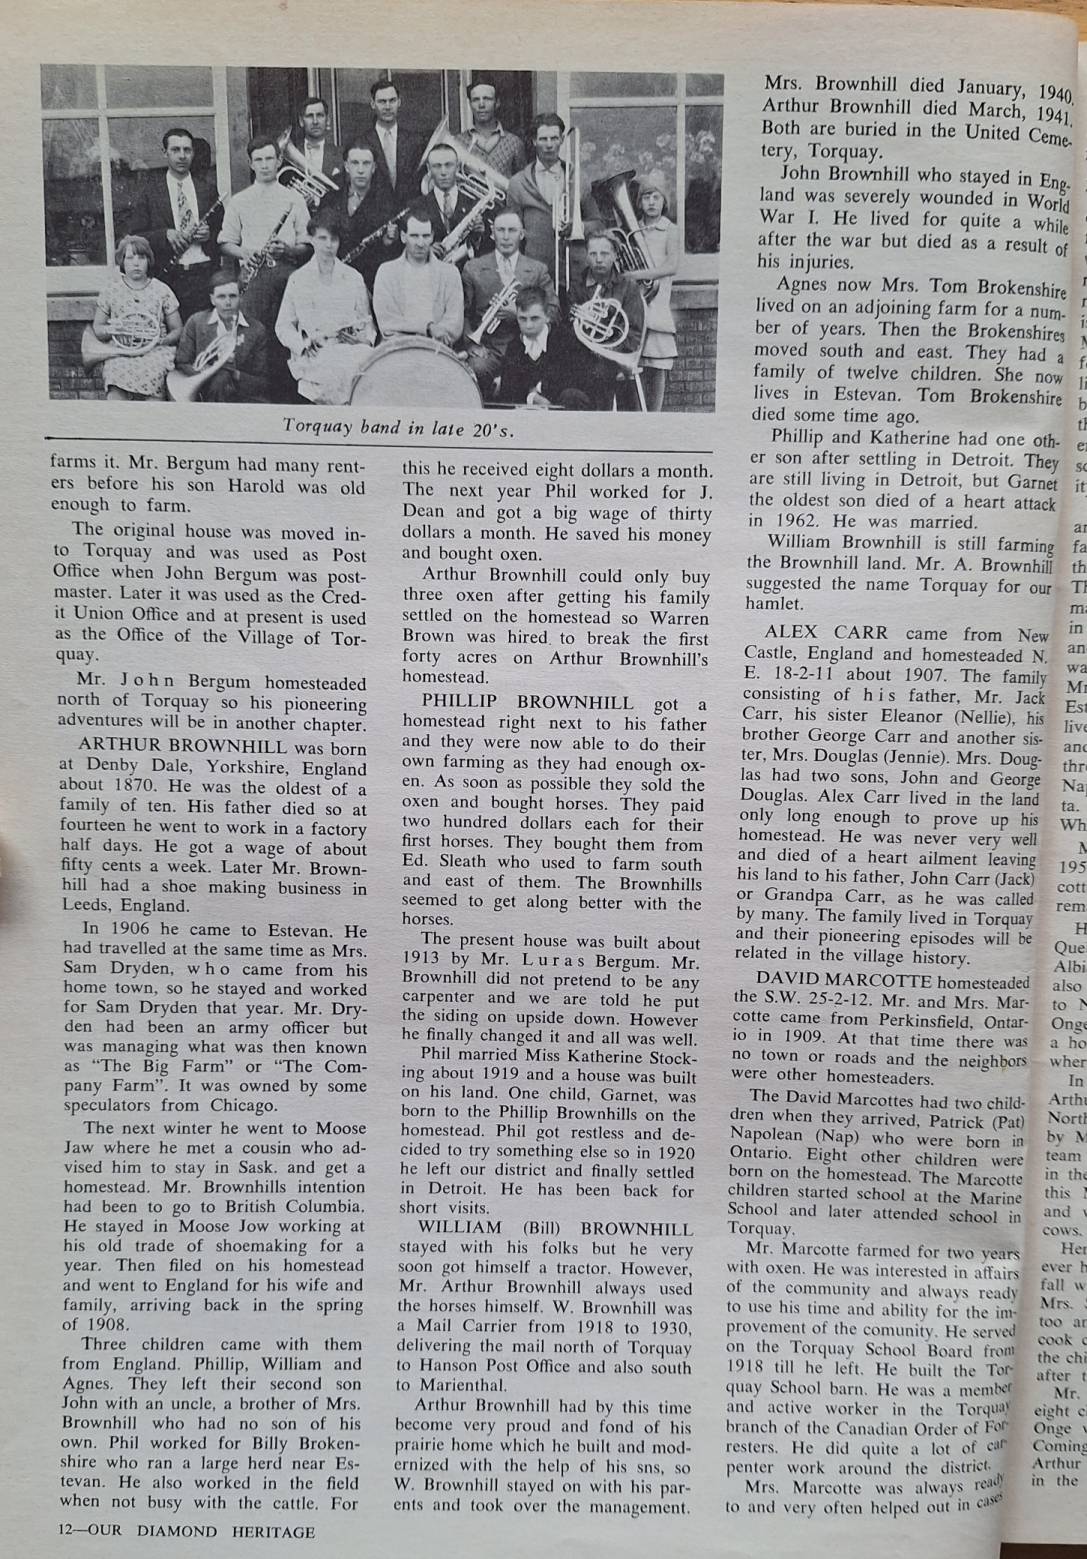 Torquay band in late 20's.
farms it. Mr. Bergum had many rent-
ers before his son Harold was old
enough to farm.
The original house was moved in-
to Torquay and was used as Post
Office when John Bergum was post-
master. Later it was used as the Cred-
it Union Office and at present is used
as the Office of the Village of Tor-
quay.
Mr. John Bergum homesteaded
north of Torquay so his pioneering
adventures will be in another chapter.
ARTHUR BROWNHILL was born
at Denby Dale, Yorkshire, England
about 1870. He was the oldest of a
family of ten. His father died so at
fourteen he went to work in a factory
half days. He got a wage of about
fifty cents a week. Later Mr. Brown-
hill had a shoe making business in
Leeds, England.
In 1906 he came to Estevan. He
had travelled at the same time as Mrs.
Sam Dryden, who came from his
home town, so he stayed and worked
for Sam Dryden that year. Mr. Dry-
den had been an army officer but
was managing what was then known
as “The Big Farm” or “The Com-
pany Farm”. It was owned by some
speculators from Chicago.
The next winter he went to Moose
Jaw where he met a cousin who ad-
vised him to stay in Sask. and get a
homestead. Mr. Brownhills intention
had been to go to British Columbia.
He stayed in Moose Jow working at
his old trade of shoemaking for a
year. Then filed on his homestead
and went to England for his wife and
family, arriving back in the spring
of 1908.
Three children came with them
from England. Phillip, William and
Agnes. They left their second son
John with an uncle, a brother of Mrs.
Brownhill who had no son of his
own. Phil worked for Billy Broken-
shire who ran a large herd near Es-
tevan. He also worked in the field
when not busy with the cattle. For
this he received eight dollars a month.
The next year Phil worked for J.
Dean and got a big wage of thirty
dollars a month. He saved his money
and bought oxen.
Arthur Brownhill could only buy
three oxen after getting his family
settled on the homestead so Warren
Brown was hired to break the first
forty acres on Arthur Brownhill's
homestead.
PHILLIP BROWNHILL got a
homestead right next to his father
and they were now able to do their
own farming as they had enough ox-
en. As soon as possible they sold the
oxen and bought horses. They paid
two hundred dollars each for their
first horses. They bought them from
Ed. Sleath who used to farm south
and east of them. The Brownhills
seemed to get along better with the
horses.
The present house was built about
1913 by Mr. Luras Bergum. Mr.
Brownhill did not pretend to be any
carpenter and we are told he put
the siding on upside down. However
he finally changed it and all was well.
Phil married Miss Katherine Stock-
ing about 1919 and a house was built
on his land. One child, Garnet, was
born to the Phillip Brownhills on the
homestead. Phil got restless and de-
cided to try something else so in 1920
he left our district and finally settled
in Detroit. He has been back for
short visits.
WILLIAM (Bill) BROWNHILL
stayed with his folks but he very
soon got himself a tractor. However,
Mr. Arthur Brownhill always used
the horses himself. W. Brownhill was
a Mail Carrier from 1918 to 1930,
delivering the mail north of Torquay
to Hanson Post Office and also south
to Marienthal.
Arthur Brownhill had by this time
become very proud and fond of his
prairie home which he built and mod-
ernized with the help of his sns, so
W. Brownhill stayed on with his par-
ents and took over the management.
Mrs. Brownhill died January, 1940.
Arthur Brownhill died March, 1941.
Both are buried in the United Ceme-
tery, Torquay.
John Brownhill who stayed in Eng-
land was severely wounded in World
War I. He lived for quite a while
after the war but died as a result of
his injuries.
Agnes now Mrs. Tom Brokenshire
lived on an adjoining farm for a num-
ber of years. Then the Brokenshires
moved south and east. They had a
family of twelve children. She now
lives in Estevan. Tom Brokenshire
died some time ago.
Phillip and Katherine had one oth-
er son after settling in Detroit. They
are still living in Detroit, but Garnet
the oldest son died of a heart attack
in 1962. He was married.
William Brownhill is still farming
the Brownhill land. Mr. A. Brownhill
suggested the name Torquay for our
hamlet.
ALEX CARR came from New
Castle, England and homesteaded N.
E. 18-2-11 about 1907. The family
consisting of his father, Mr. Jack
Carr, his sister Eleanor (Nellie), his
brother George Carr and another sis-
ter, Mrs. Douglas (Jennie). Mrs. Doug-
las had two sons, John and George
Douglas. Alex Carr lived in the land
only long enough to prove up his
homestead. He was never very well
and died of a heart ailment leaving
his land to his father, John Carr (Jack)
or Grandpa Carr, as he was called
by many. The family lived in Torquay
and their pioneering episodes will be
related in the village history.
DAVID MARCOTTE homesteaded
the S.W. 25-2-12. Mr. and Mrs. Mar-
cotte came from Perkinsfield, Ontar-
io in 1909. At that time there was
no town or roads and the neighbors
were other homesteaders.
The David Marcottes had two child-
dren when they arrived, Patrick (Pat)
Napolean (Nap) who were born in
Ontario. Eight other children were
born on the homestead. The Marcotte
children started school at the Marine
School and later attended school in
Torquay.
Mr. Marcotte farmed for two years
with oxen. He was interested in affairs
of the community and always ready
to use his time and ability for the im-
provement of the comunity. He served
on the Torquay School Board from
1918 till he left. He built the Tor-
quay School barn. He was a member
and active worker in the Torquay
branch of the Canadian Order of For-
resters. He did quite a lot of car-
penter work around the district.
Mrs. Marcotte was always ready
to and very often helped out in cases
12—OUR DIAMOND HERITAGE